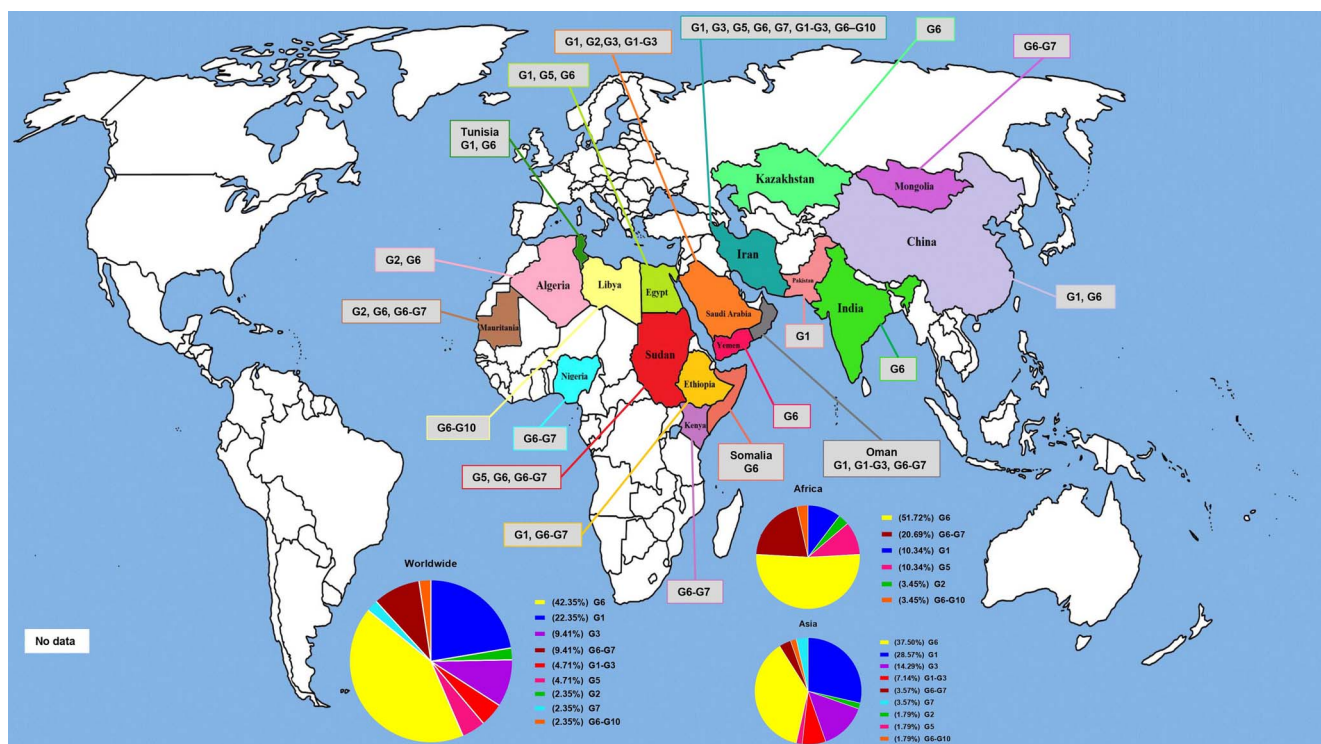 G1, G3, G5, G6, G7, G1-G3, G6–G10
G6
G1, G2,G3, G1-G3
G6-G7
G1, G5, G6
Tunisia
G1, G6
Kazakhstan
Mongolia
China
Iran
G2, G6
Algeria
Libya
Egypt
Pakistan
Saudi Arabia
India
G1, G6
G2, G6, G6-G7
Mauritania
G1
Yemen
Sudan
G6
Nigeria
Ethiopia
G6
Kenya
G6-G10
G6-G7
Somalia
G6
Oman
G1, G1-G3, G6-G7
G5, G6, G6-G7
G1, G6-G7
G6-G7
Africa
(51.72%) G6
(20.69%) G6-G7
(10.34%) G1
(10.34%) G5
(3.45%) G2
(3.45%) G6-G10
Worldwide
(42.35%) G6
(22.35%) G1
(9.41%) G3
(9.41%) G6-G7
(4.71%) G1-G3
(4.71%) G5
(2.35%) G2
(2.35%) G7
(2.35%) G6-G10
Asia
(37.50%) G6
(28.57%) G1
(14.29%) G3
(7.14%) G1-G3
(3.57%) G6-G7
(3.57%) G7
(1.79%) G2
(1.79%) G5
(1.79%) G6-G10
No data